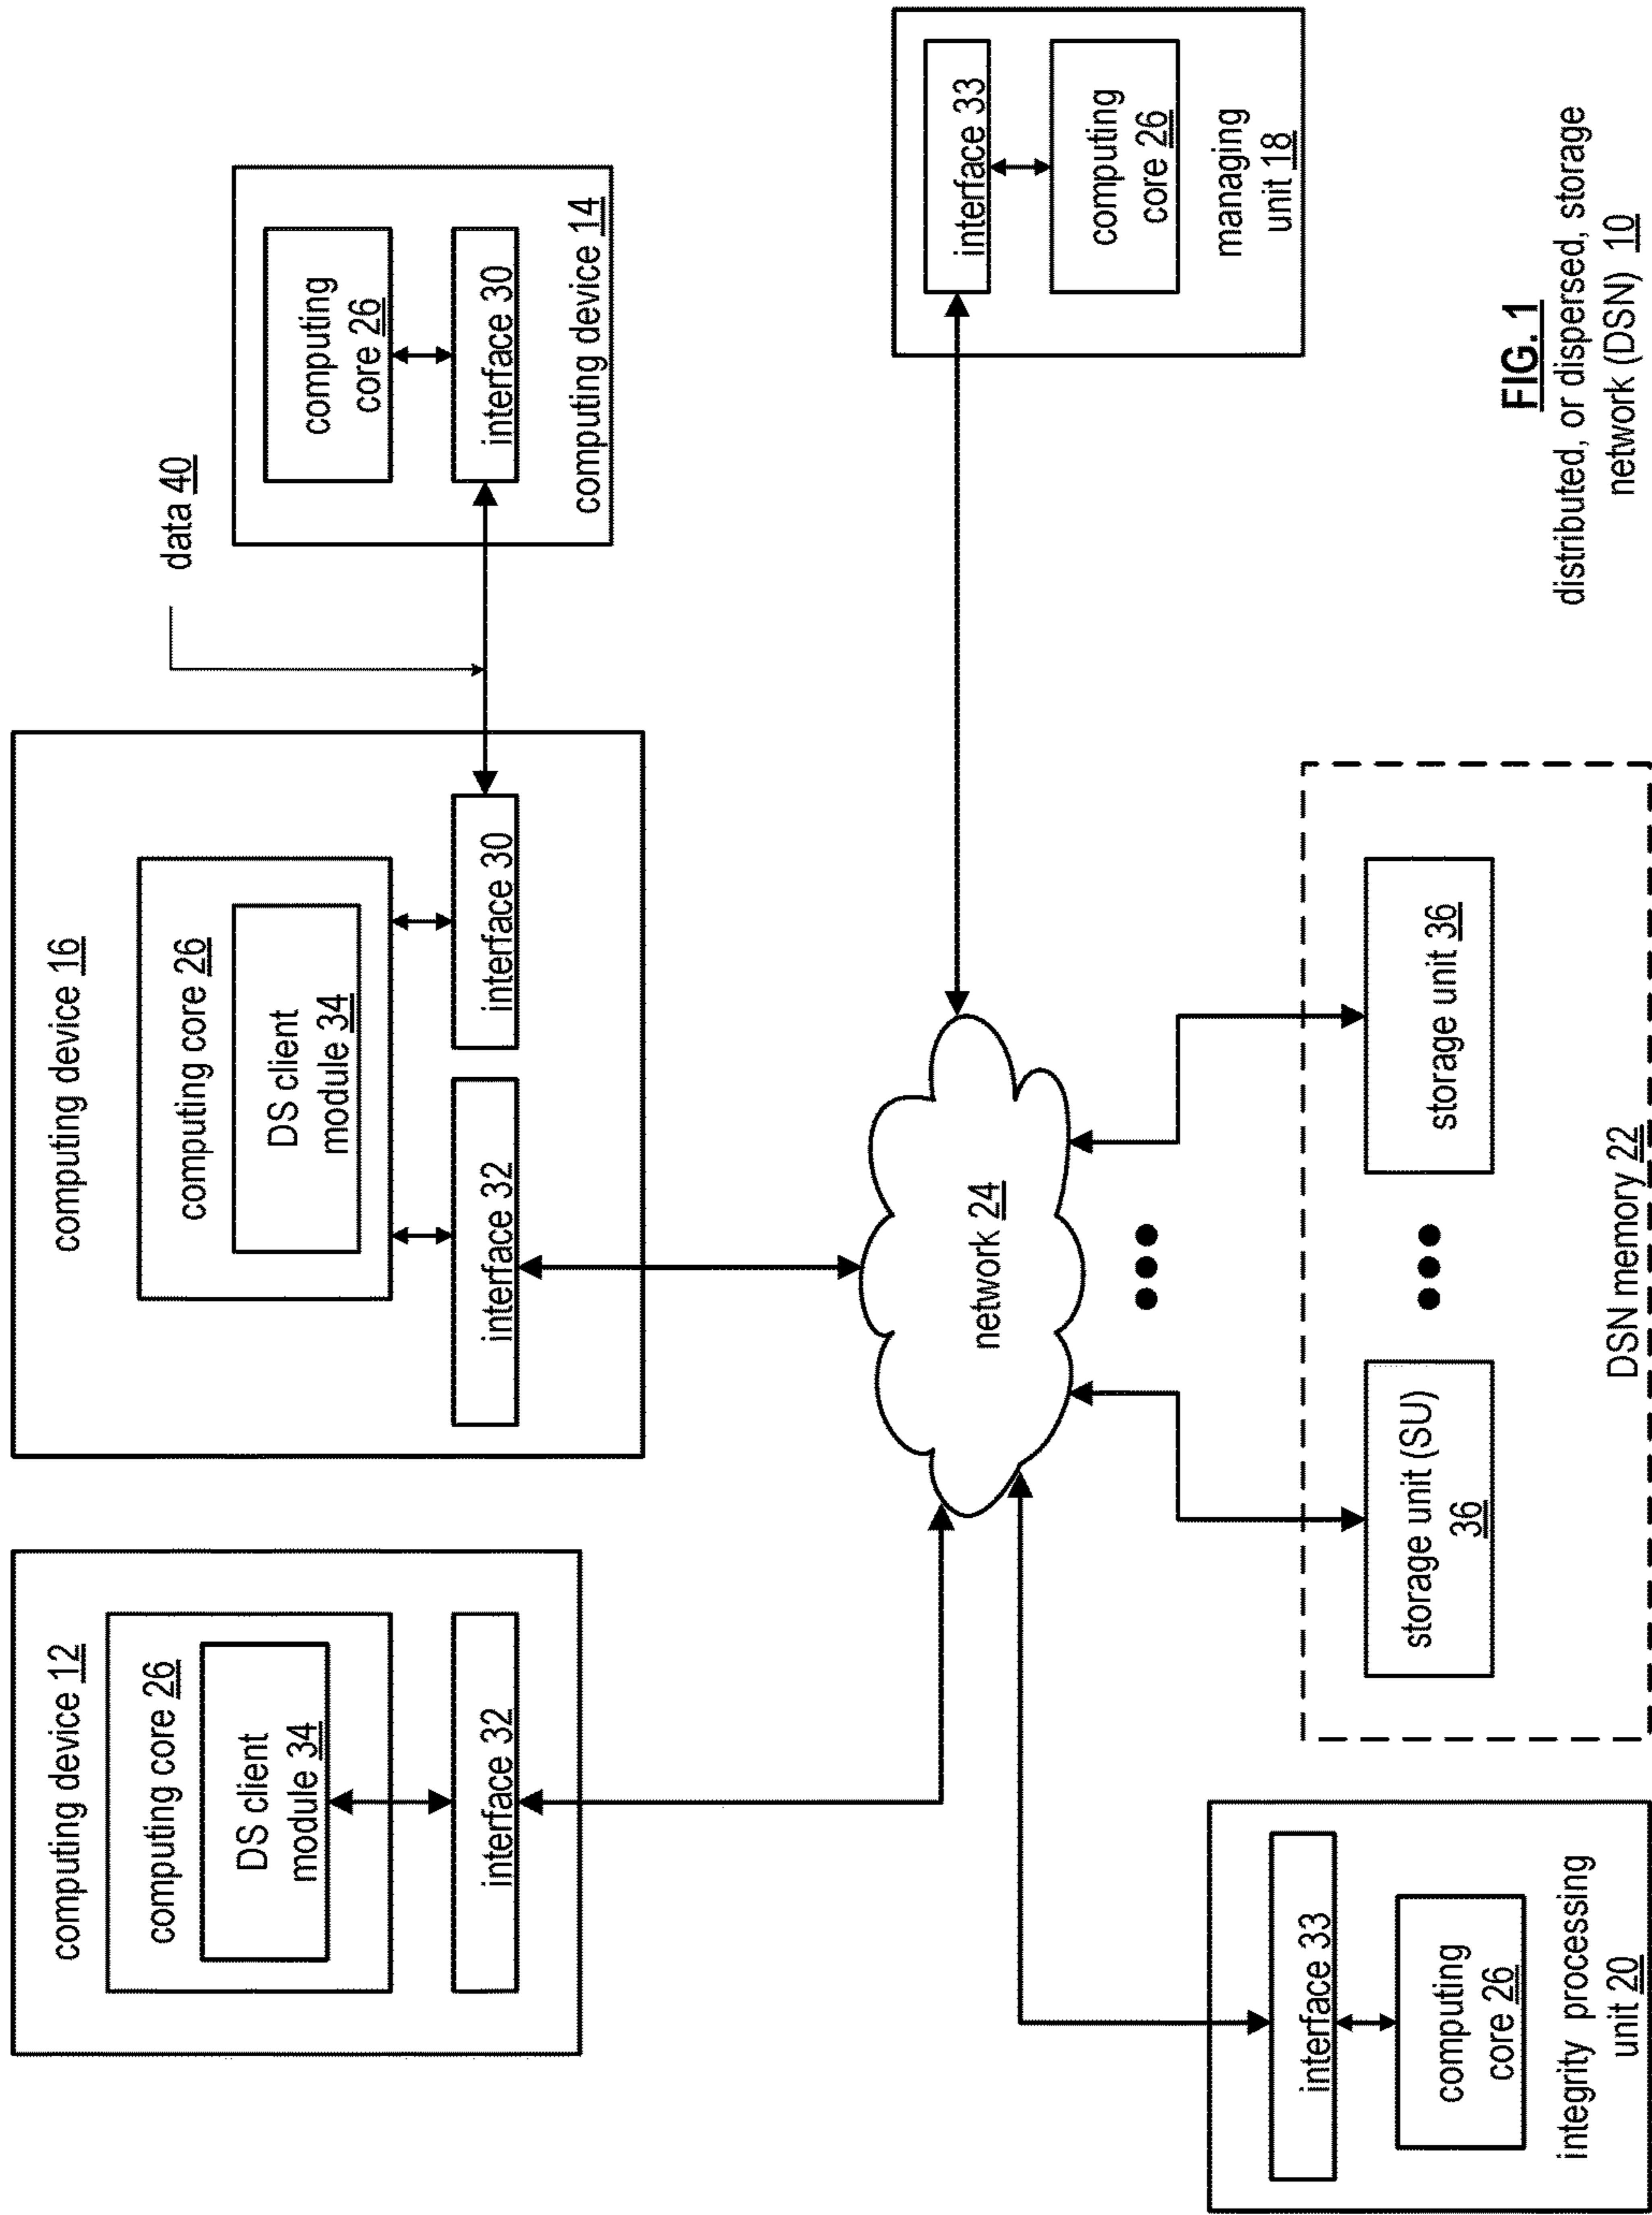 computing device 12
computing core 26
DS client
module 34
interface 32
computing device 16
computing core 26
DS client
module 34
interface 32
interface 30
data 40
computing
core 26
interface 30
computing device 14
network 24
interface 33
computing
core 26
managing
unit 18
interface 33
computing
core 26
integrity processing
unit 20
storage unit (SU)
36
storage unit 36
DSN memory 22
FIG. 1
distributed, or dispersed, storage
network (DSN) 10